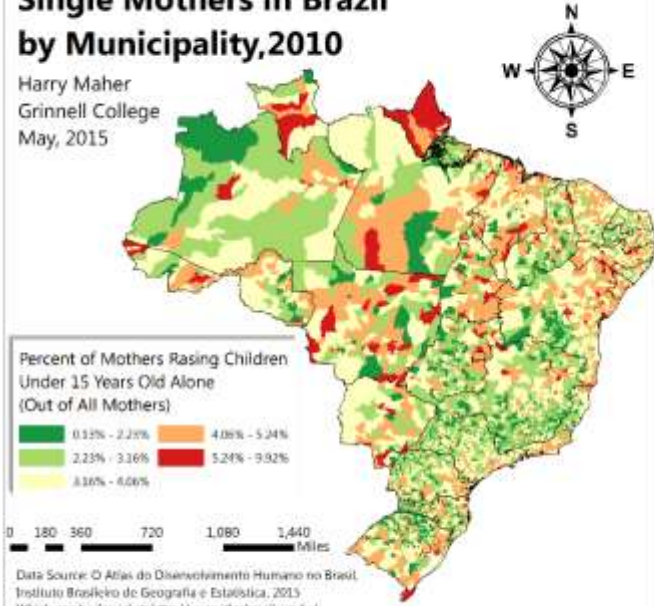 Single Mothers in Brazil
by Municipality,2010
Harry Maher
Grinnell College
May, 2015
N
W E
S
Percent of Mothers Rasing Children
Under 15 Years Old Alone
(Out of All Mothers)
0.13% - 2.23% 4.06% - 5.24%
2.23% - 3.16% 5.24% - 9.92%
3.16% - 4.06%
0 180 360 720 1,080 1,440
Miles
Data Source: O Atlas do Disenvolvimento Humano no Brasil,
Instituto Brasileiro de Geografia e Estatística, 2015